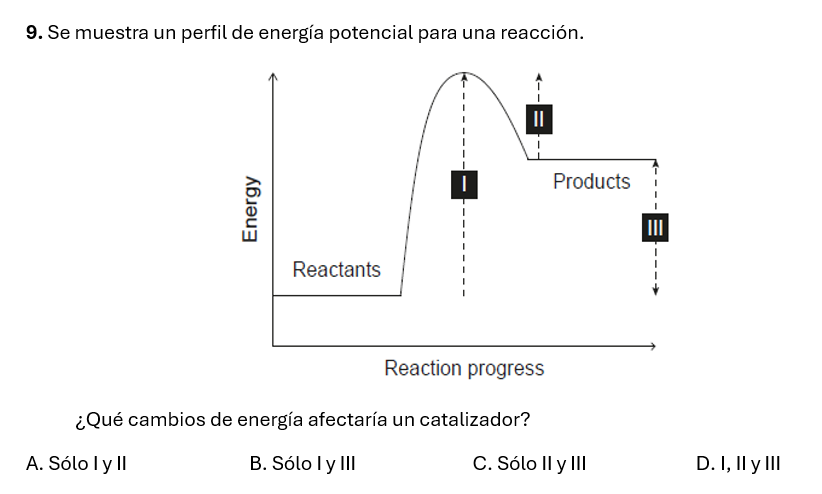 9. Se muestra un perfil de energía potencial para una reacción.
II
I
Products
Energy
III
Reactants
Reaction progress
¿Qué cambios de energía afectaría un catalizador?
A. Sólo I y II B. Sólo I y III C. Sólo II y III D. I, II y III